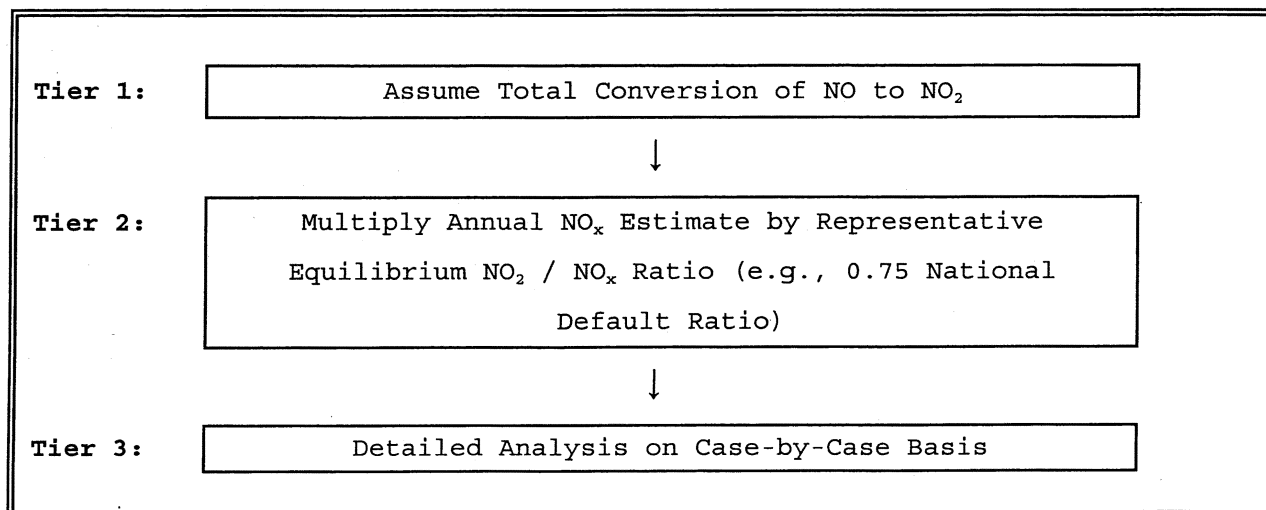 Tier 1: Assume Total Conversion of NO to NO₂
↓
Tier 2: Multiply Annual NOₓ Estimate by Representative
Equilibrium NO₂ / NOₓ Ratio (e.g., 0.75 National
Default Ratio)
↓
Tier 3: Detailed Analysis on Case-by-Case Basis